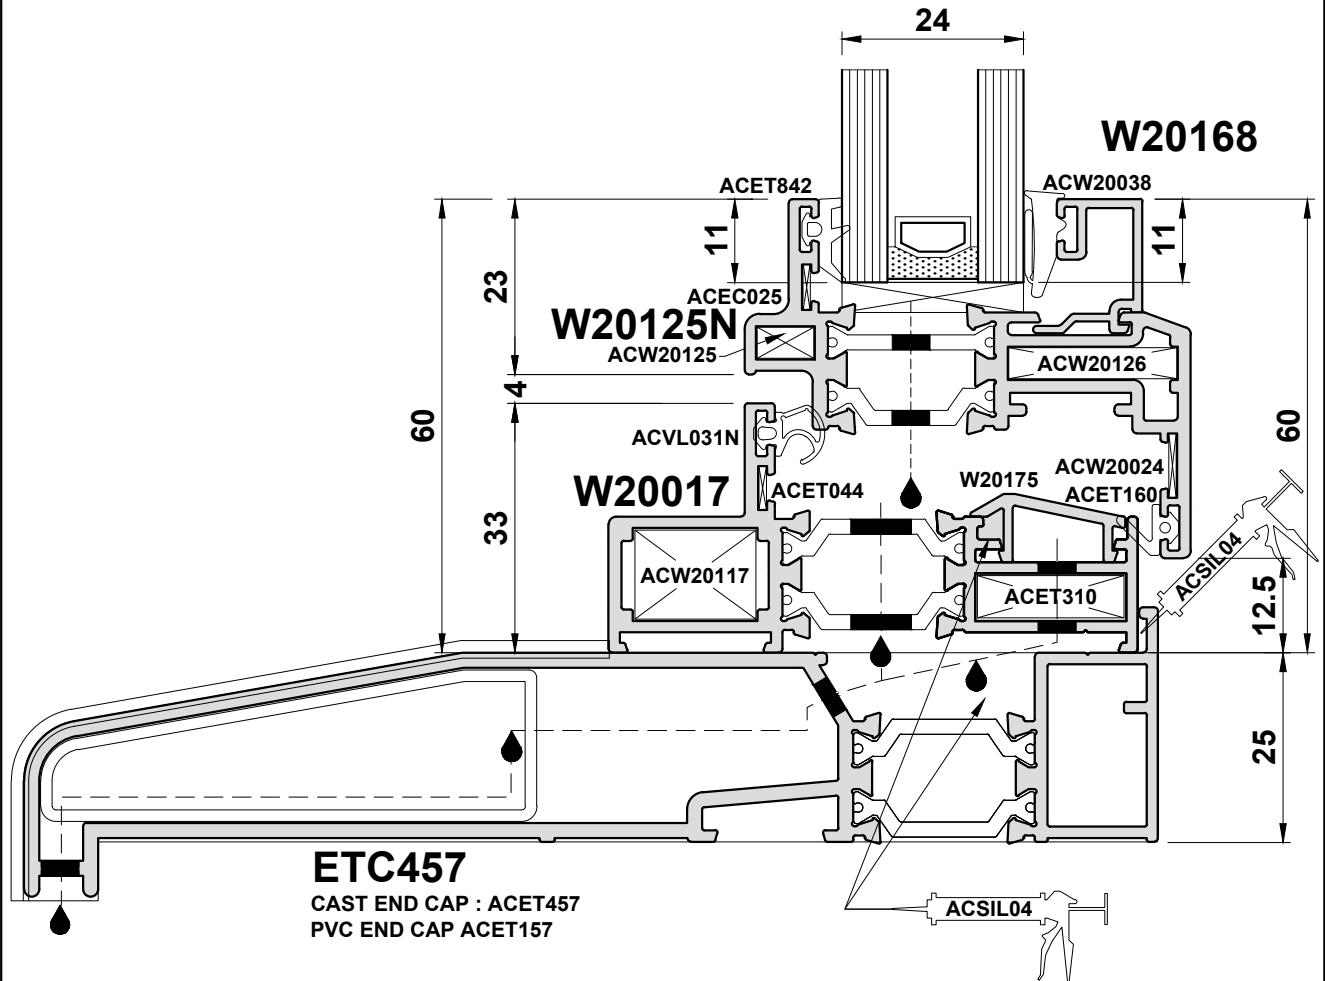 24
W20168
ACET842
ACW20038
11
11
23
60
60
ACEC025
W20125N
ACW20125
ACW20126
4
ACVL031N
W20017
ACET044
W20175
ACW20024
ACET160
33
ACW20117
ACET310
ACSIL04
12.5
25
ETC457
CAST END CAP : ACET457
PVC END CAP ACET157
ACSIL04